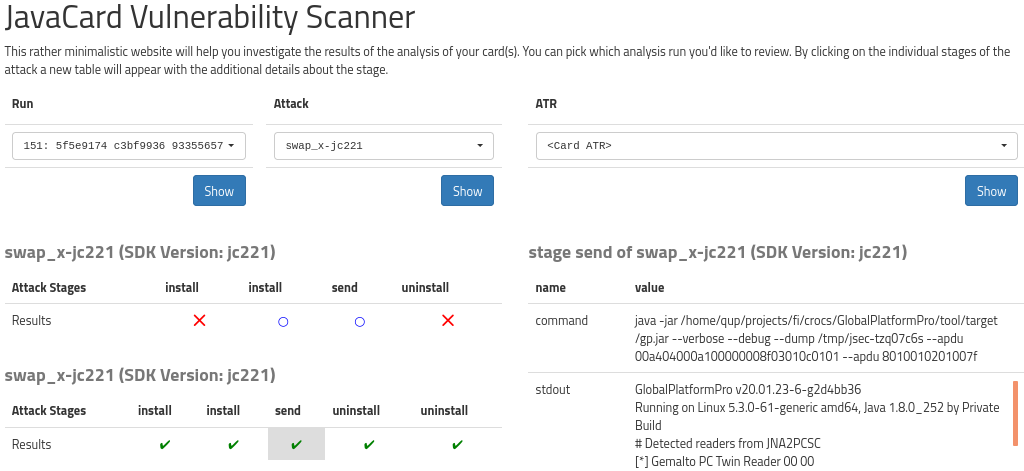 JavaCard Vulnerability Scanner
This rather minimalistic website will help you investigate the results of the analysis of your card(s). You can pick which analysis run you'd like to review. By clicking on the individual stages of the
attack a new table will appear with the additional details about the stage.
Run
Attack
ATR
151: 5f5e9174 c3bf9936 93355657
swap_x-jc221
<Card ATR>
Show
Show
Show
swap_x-jc221 (SDK Version: jc221)
Attack Stages install install send uninstall
Results
swap_x-jc221 (SDK Version: jc221)
Attack Stages install install send uninstall uninstall
Results
stage send of swap_x-jc221 (SDK Version: jc221)
name value
command java -jar /home/qup/projects/fi/crocs/GlobalPlatformPro/tool/target
/gp.jar --verbose --debug --dump /tmp/jsec-tzq07c6s --apdu
00a404000a100000008f03010c0101 --apdu 8010010201007f
stdout GlobalPlatformPro v20.01.23-6-g2d4bb36
Running on Linux 5.3.0-61-generic amd64, Java 1.8.0_252 by Private
Build
# Detected readers from JNA2PCSC
[*] Gemalto PC Twin Reader 00 00